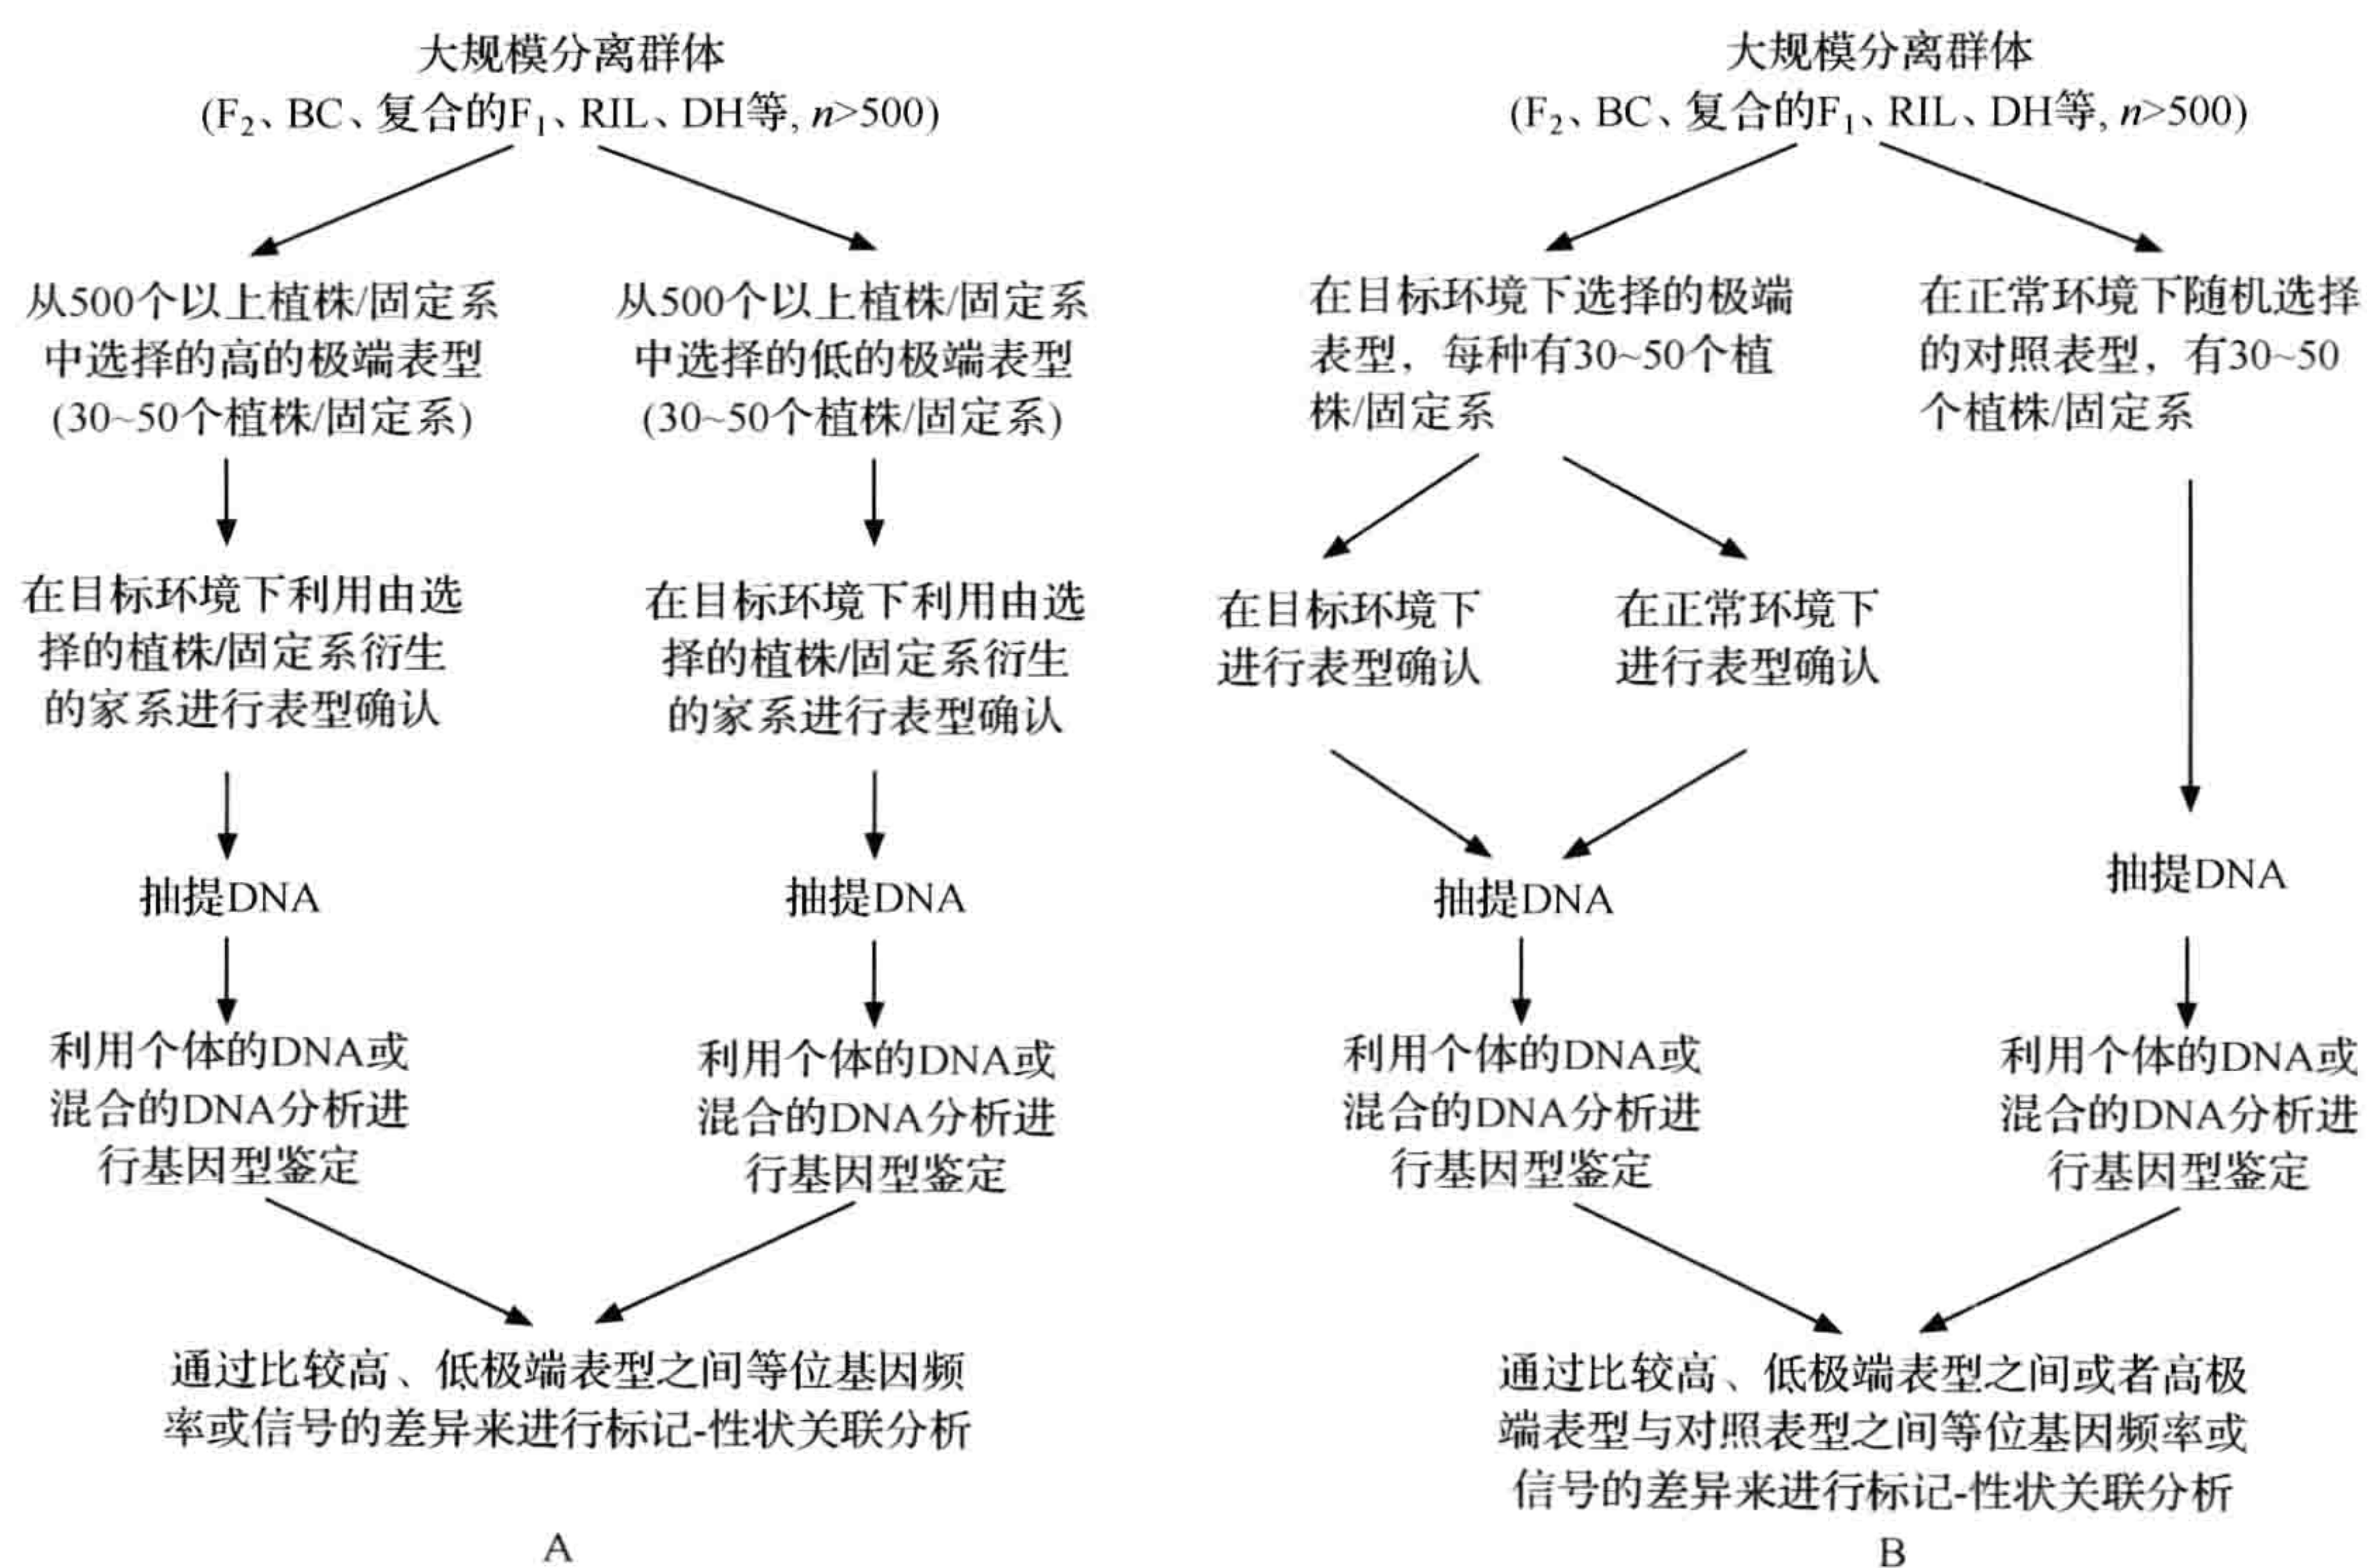 大规模分离群体
(F₂、BC、复合的F₁、RIL、DH等, n>500)
从500个以上植株/固定系
中选择的高的极端表型
(30~50个植株/固定系)
从500个以上植株/固定系
中选择的低的极端表型
(30~50个植株/固定系)
在目标环境下利用由选
择的植株/固定系衍生
的家系进行表型确认
在目标环境下利用由选
择的植株/固定系衍生
的家系进行表型确认
抽提DNA
抽提DNA
利用个体的DNA或
混合的DNA分析进
行基因型鉴定
利用个体的DNA或
混合的DNA分析进
行基因型鉴定
通过比较高、低极端表型之间等位基因频
率或信号的差异来进行标记-性状关联分析
A
大规模分离群体
(F₂、BC、复合的F₁、RIL、DH等, n>500)
在目标环境下选择的极端
表型，每种有30~50个植
株/固定系
在正常环境下随机选择
的对照表型，有30~50
个植株/固定系
在目标环境下
进行表型确认
在正常环境下
进行表型确认
抽提DNA
抽提DNA
利用个体的DNA或
混合的DNA分析进
行基因型鉴定
利用个体的DNA或
混合的DNA分析进
行基因型鉴定
通过比较高、低极端表型之间或者高极
端表型与对照表型之间等位基因频率或
信号的差异来进行标记-性状关联分析
B